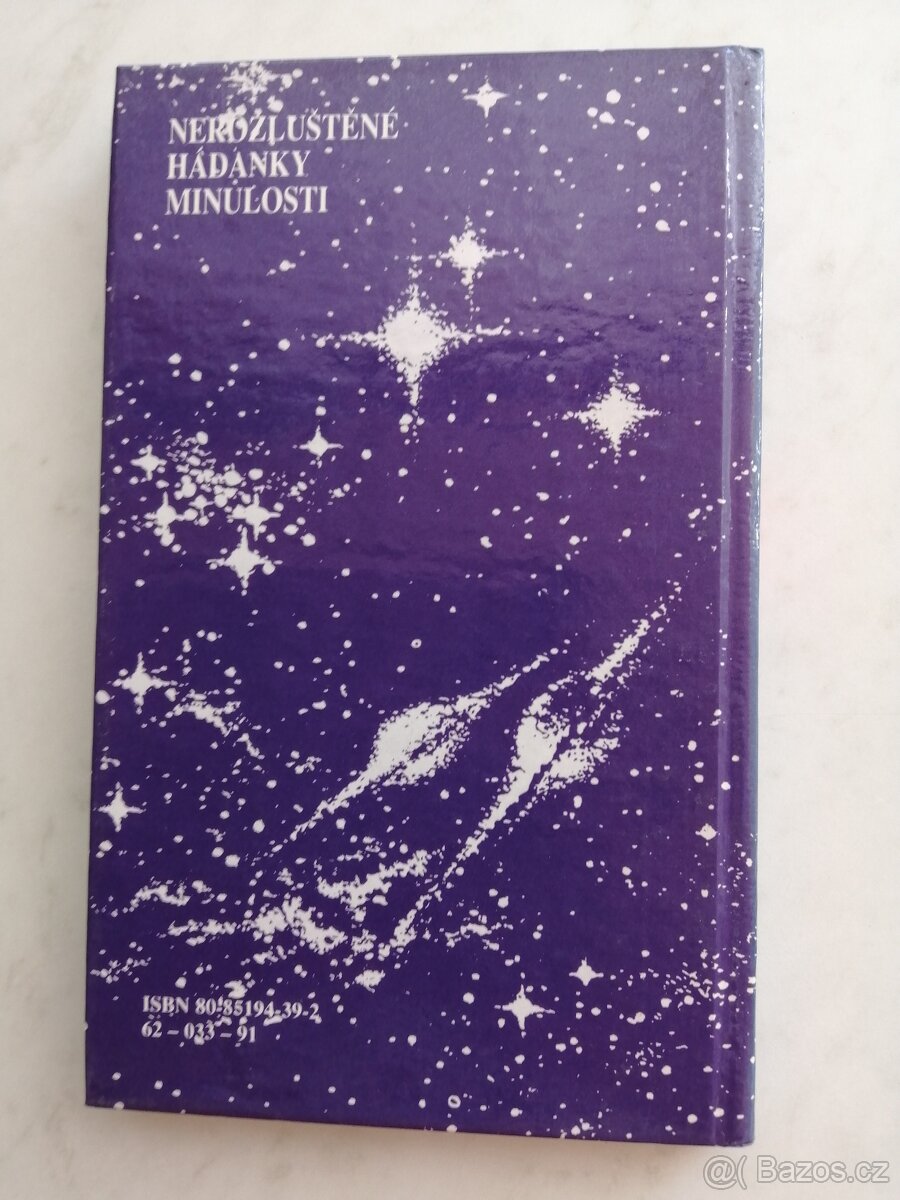 NEROZLUŠTĚNÉ
HÁDANKY
MINULOSTI
ISBN 80-85194-39-2
62 – 033 – 91
@( Bazos.cz